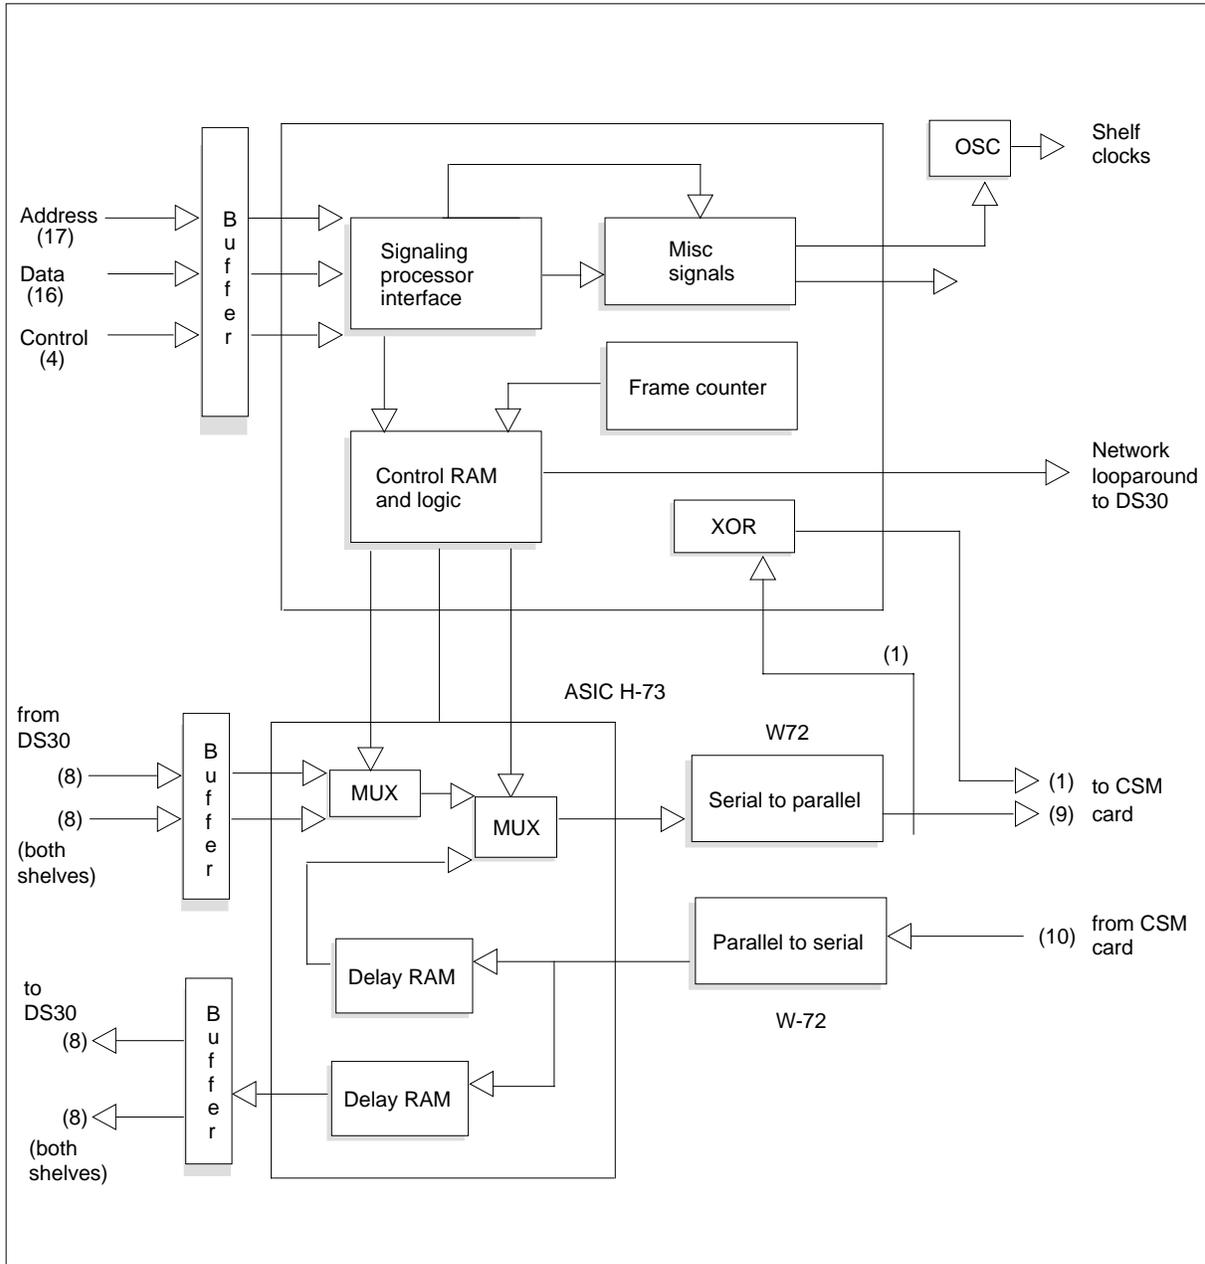 OSC
Shelf
clocks
Address
(17)
Data
(16)
Control
(4)
Buffer
Signaling
processor
interface
Misc
signals
Frame counter
Control RAM
and logic
Network
looparound
to DS30
XOR
(1)
ASIC H-73
from
DS30
(8)
(8)
(both
shelves)
Buffer
MUX
MUX
W72
Serial to parallel
(1) to CSM
(9) card
Parallel to serial
(10) from CSM
card
W-72
Delay RAM
to
DS30
(8)
(8)
(both
shelves)
Buffer
Delay RAM